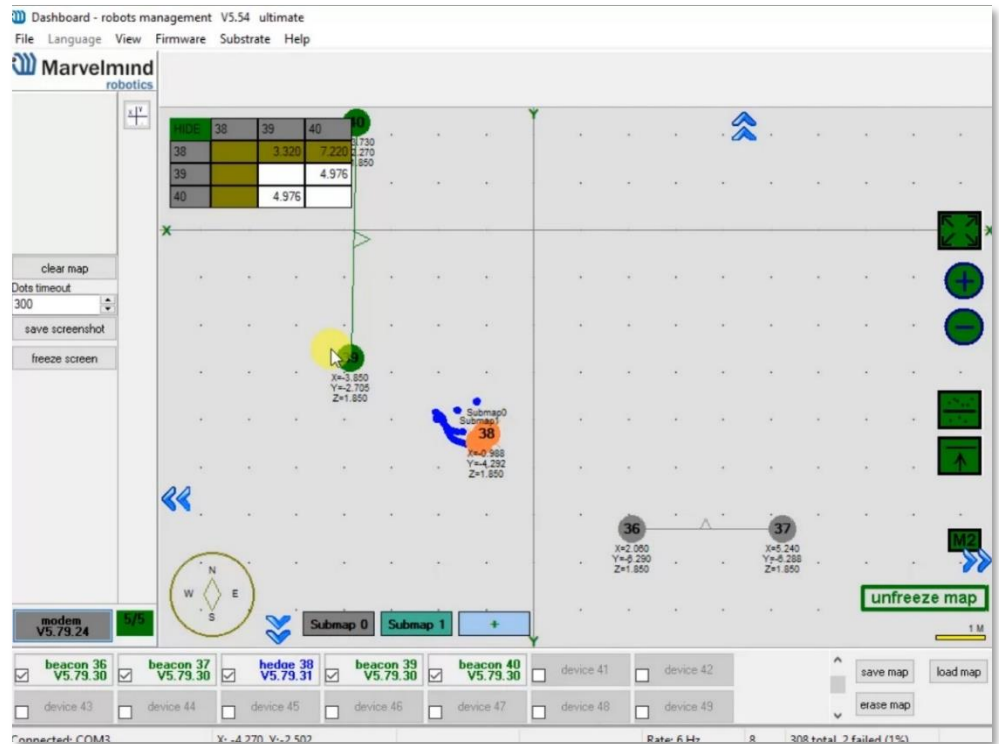 Dashboard - robots management V5.54 ultimate
File Language View Firmware Substrate Help
Marvelmind
robotics
HIDE 38 39 40
38 3.320 7.220
39 4.976
40 4.976
40
2.270
1.850
Y
X X
clear map
Dots timeout
300
save screenshot
freeze screen
X=-3.850
Y=-2.705
Z=1.850
Submap0
Submap1
38
X=-0.988
Y=-4.292
Z=1.850
36 37
X=2.060 X=5.240
Y=-6.290 Y=-6.288
Z=1.850 Z=1.850
M2
N
W E
S
unfreeze map
modem
V5.79.24
5/5
Submap 0 Submap 1 +
Y
1 M
beacon 36 V5.79.30 beacon 37 V5.79.30 hedge 38 V5.79.31 beacon 39 V5.79.30 beacon 40 V5.79.30 device 41 device 42 save map load map
device 43 device 44 device 45 device 46 device 47 device 48 device 49 erase map
Connected: COM3 X: -4.270 Y:-2.502 Rate: 6 Hz 8 308 total, 2 failed (1%)